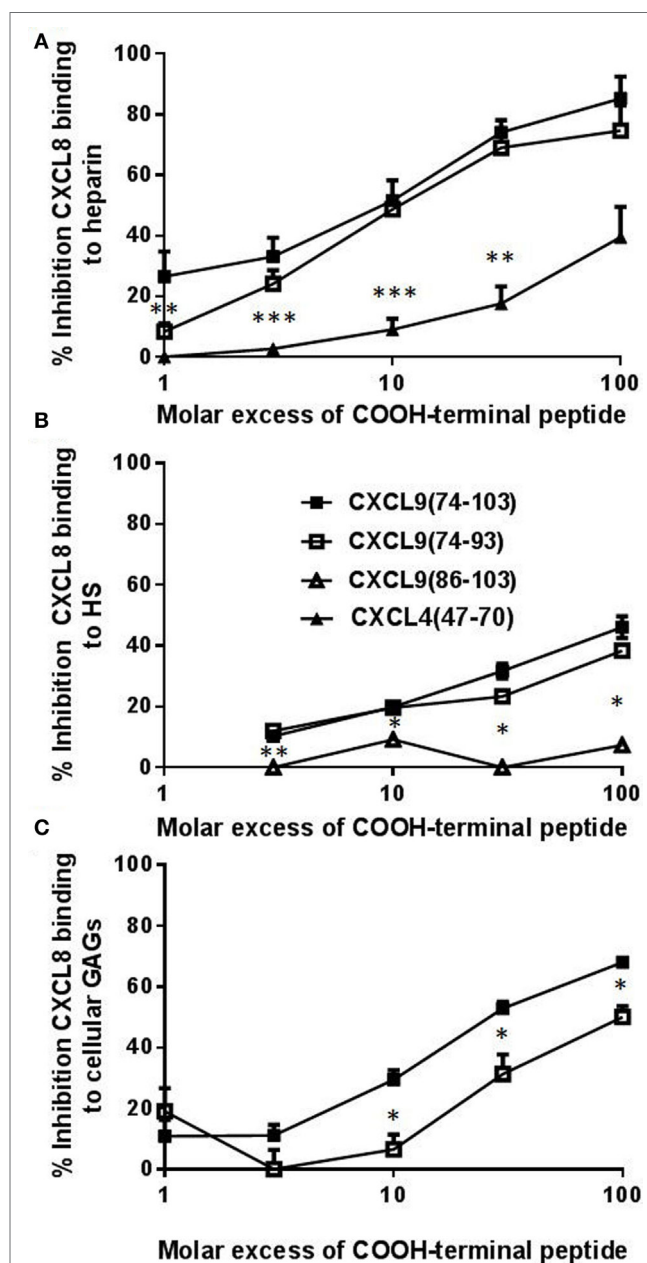 A
% Inhibition CXCL8 binding
to heparin
100
80
60
40
20
0
**
***
***
**
1
10
100
Molar excess of COOH-terminal peptide
B
% Inhibition CXCL8 binding
to HS
100
80
60
40
20
0
CXCL9(74-103)
CXCL9(74-93)
CXCL9(86-103)
CXCL4(47-70)
**
*
*
*
1
10
100
Molar excess of COOH-terminal peptide
C
% Inhibition CXCL8 binding
to cellular GAGs
100
80
60
40
20
0
*
*
*
1
10
100
Molar excess of COOH-terminal peptide